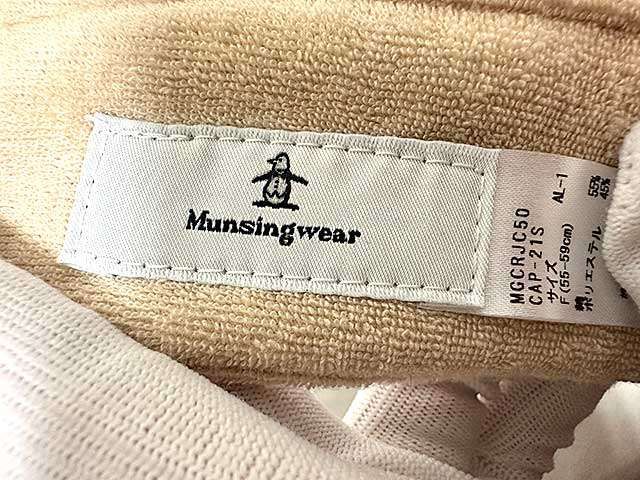 Munsingwear
MGCRJC50
CAP-21S
サイズ
F(55-59cm)
ポリエステル
AL-1
55%
45%